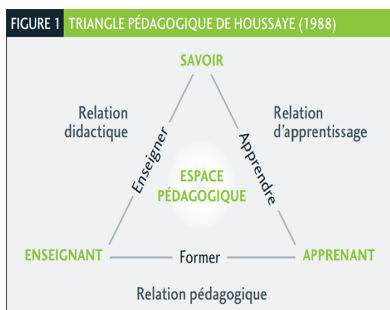 FIGURE 1 TRIANGLE PÉDAGOGIQUE DE HOUSSAYE (1988)
SAVOIR
Relation
didactique
Relation
d'apprentissage
Enseigner
Apprendre
ESPACE
PÉDAGOGIQUE
ENSEIGNANT
Former
APPRENANT
Relation pédagogique